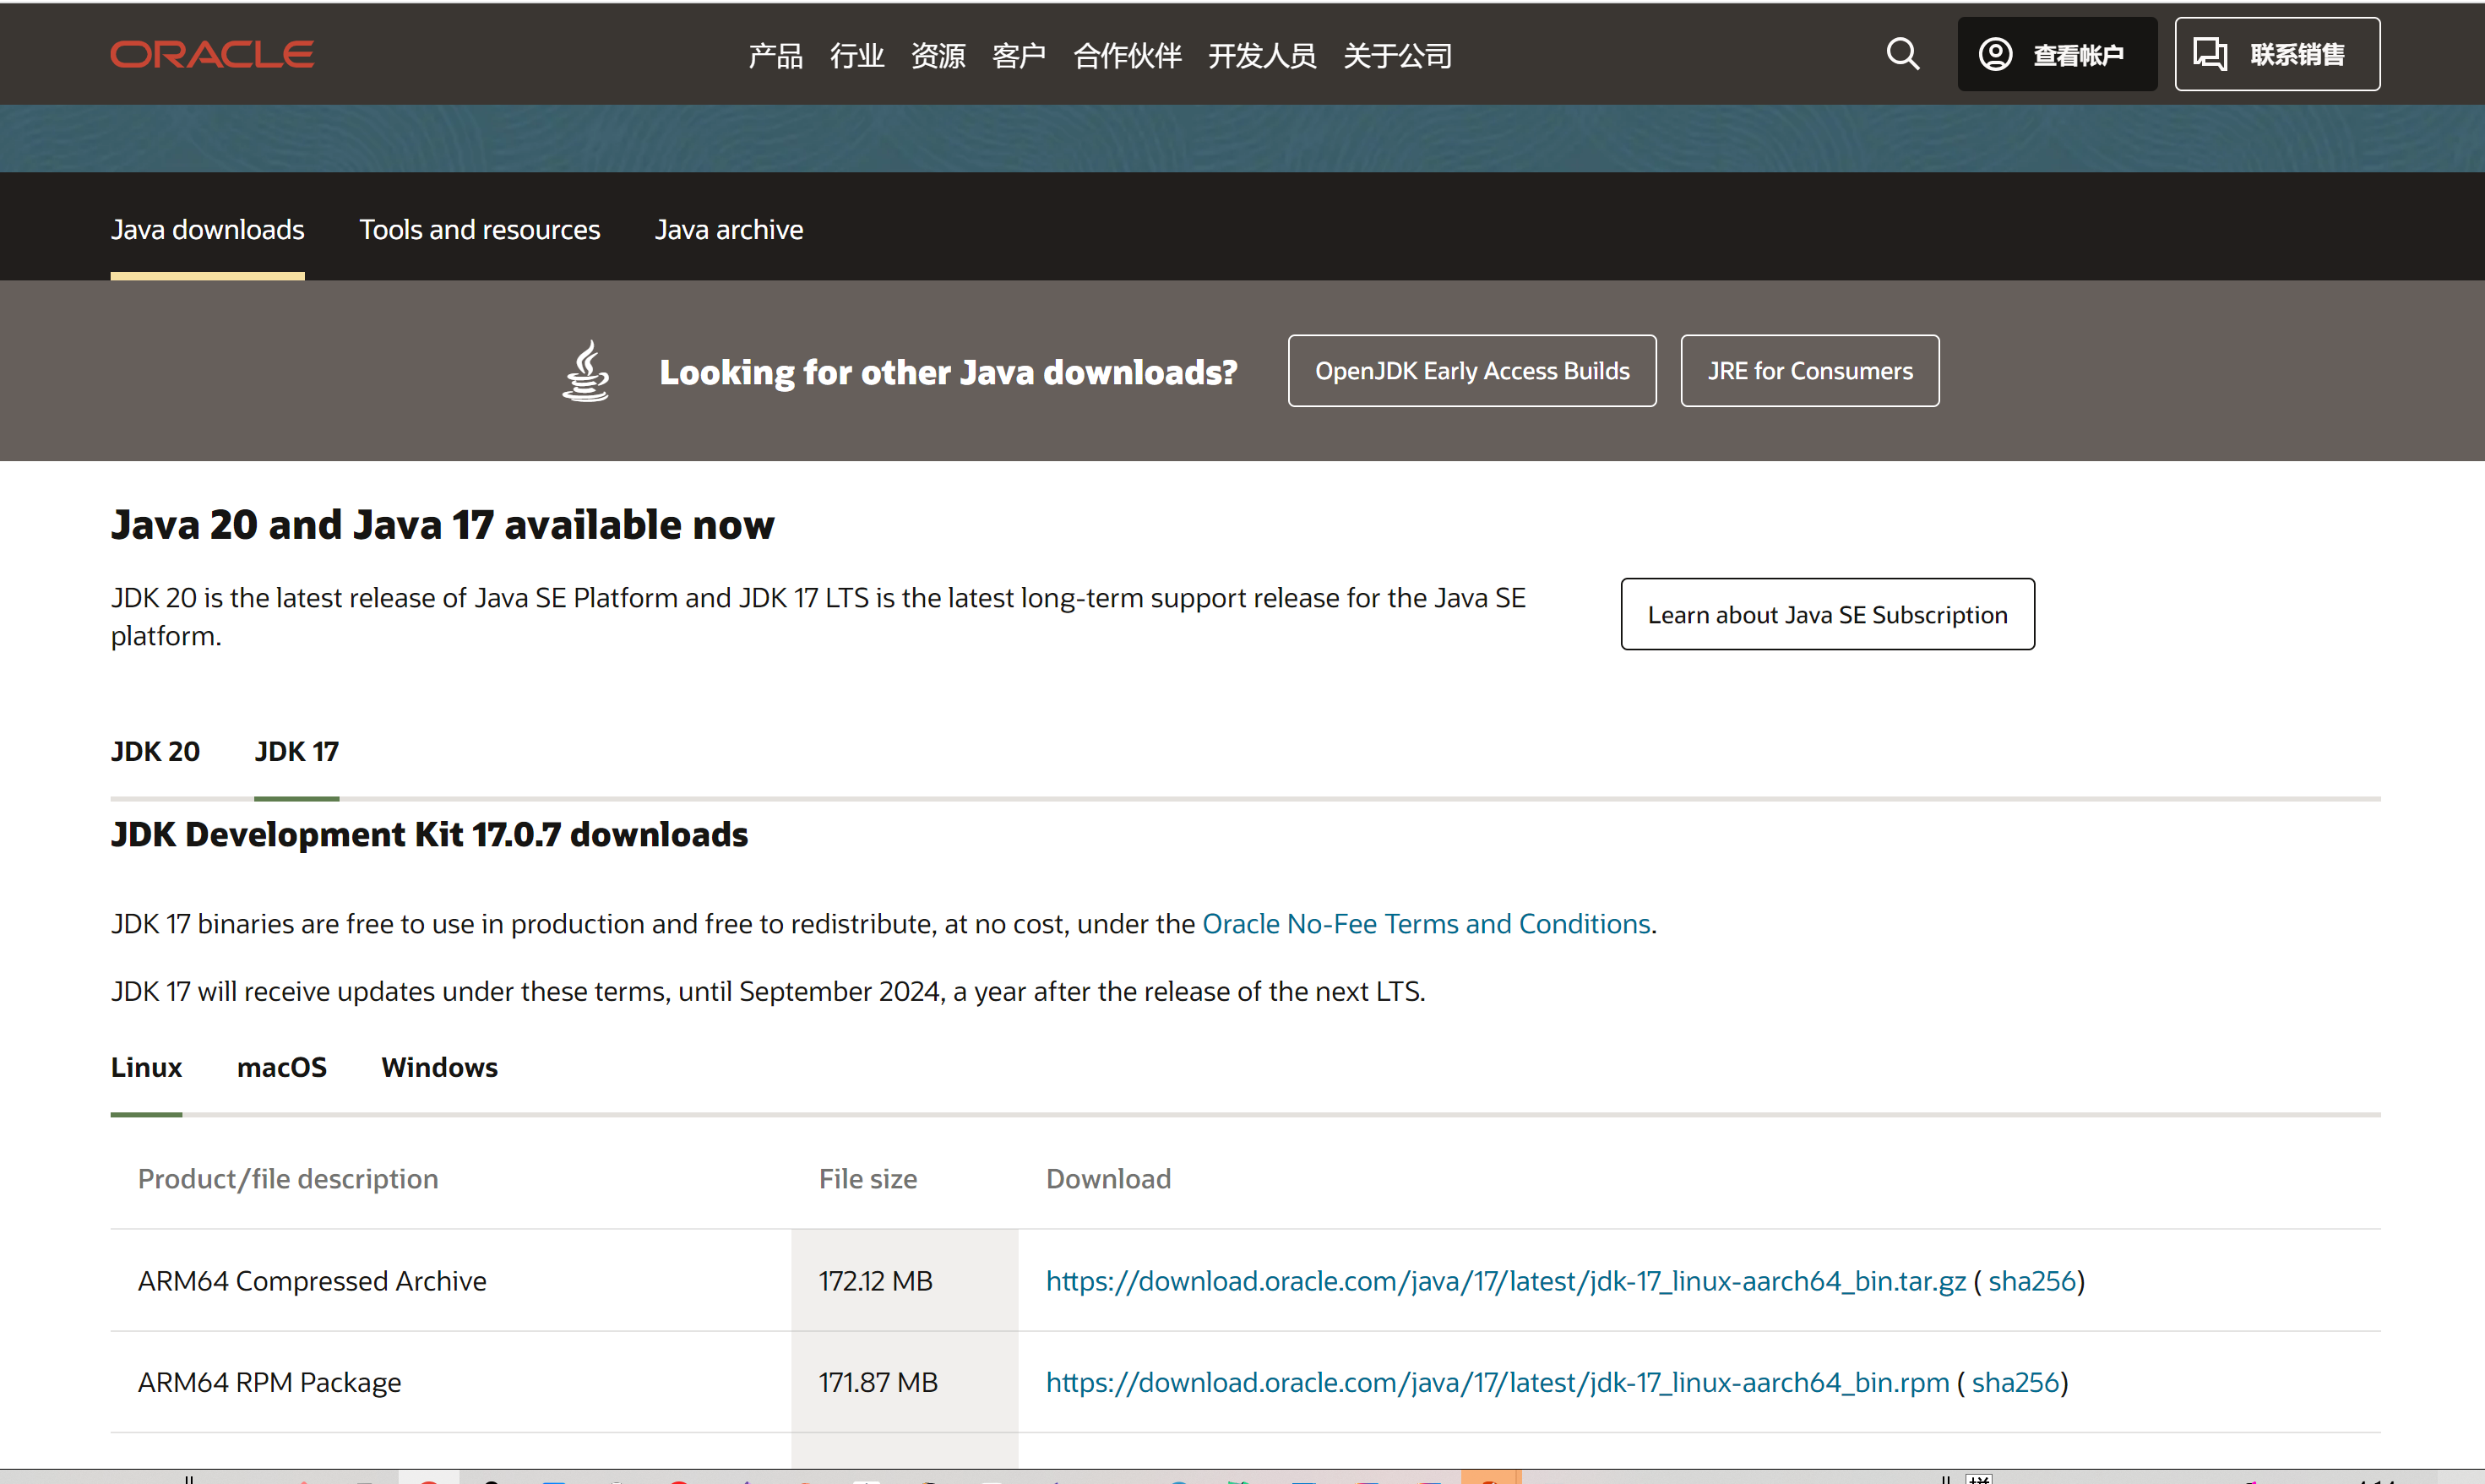 ORACLE
产品 行业 资源 客户 合作伙伴 开发人员 关于公司
查看帐户
联系销售
Java downloads Tools and resources Java archive
Looking for other Java downloads? OpenJDK Early Access Builds JRE for Consumers
Java 20 and Java 17 available now
JDK 20 is the latest release of Java SE Platform and JDK 17 LTS is the latest long-term support release for the Java SE
platform.
Learn about Java SE Subscription
JDK 20 JDK 17
JDK Development Kit 17.0.7 downloads
JDK 17 binaries are free to use in production and free to redistribute, at no cost, under the Oracle No-Fee Terms and Conditions.
JDK 17 will receive updates under these terms, until September 2024, a year after the release of the next LTS.
Linux macOS Windows
Product/file description File size Download
ARM64 Compressed Archive 172.12 MB https://download.oracle.com/java/17/latest/jdk-17_linux-aarch64_bin.tar.gz ( sha256)
ARM64 RPM Package 171.87 MB https://download.oracle.com/java/17/latest/jdk-17_linux-aarch64_bin.rpm ( sha256)